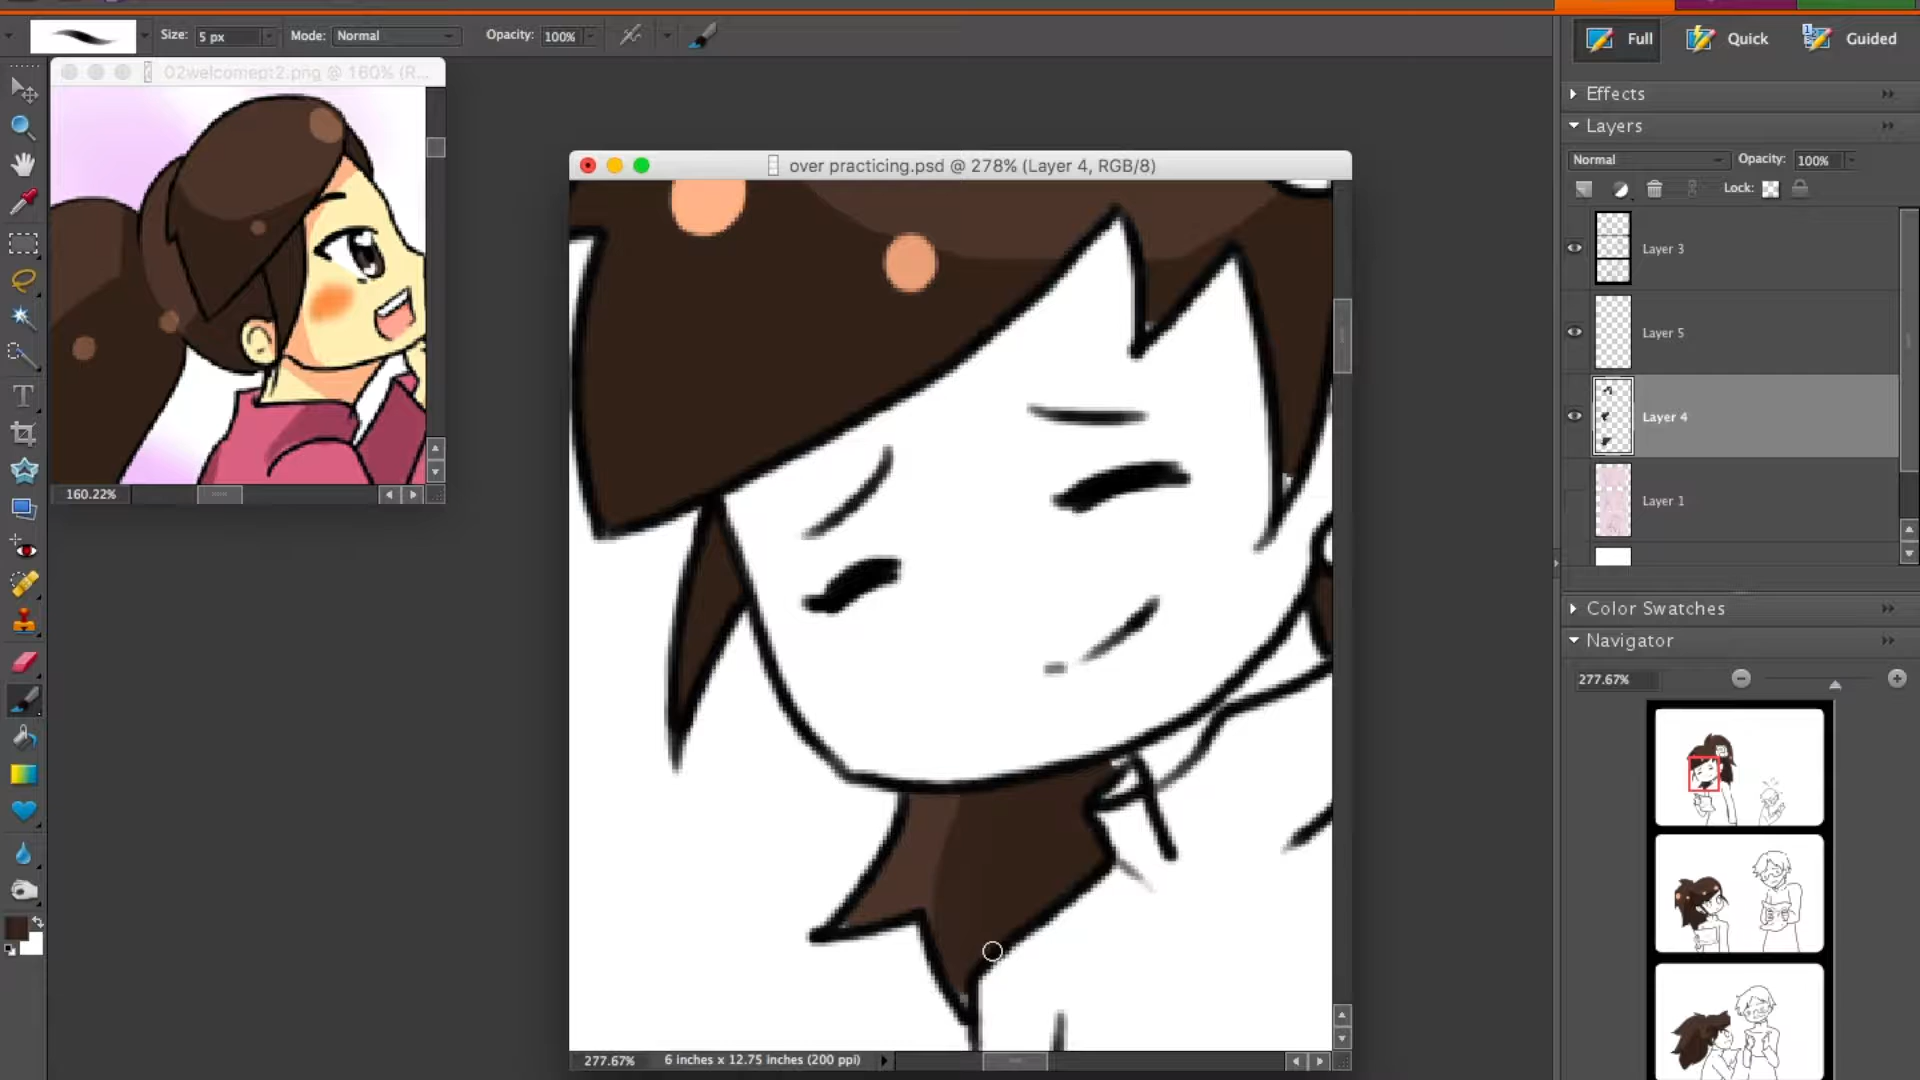 Size: 5 px Mode: Normal Opacity: 100%
Full Quick Guided
02welcomept2.png @ 160% (R...
Effects
Layers
Normal Opacity: 100%
Lock:
over practicing.psd @ 278% (Layer 4, RGB/8)
Layer 3
Layer 5
Layer 4
Layer 1
160.22%
Color Swatches
Navigator
277.67%
277.67% 6 inches x 12.75 inches (200 ppi)